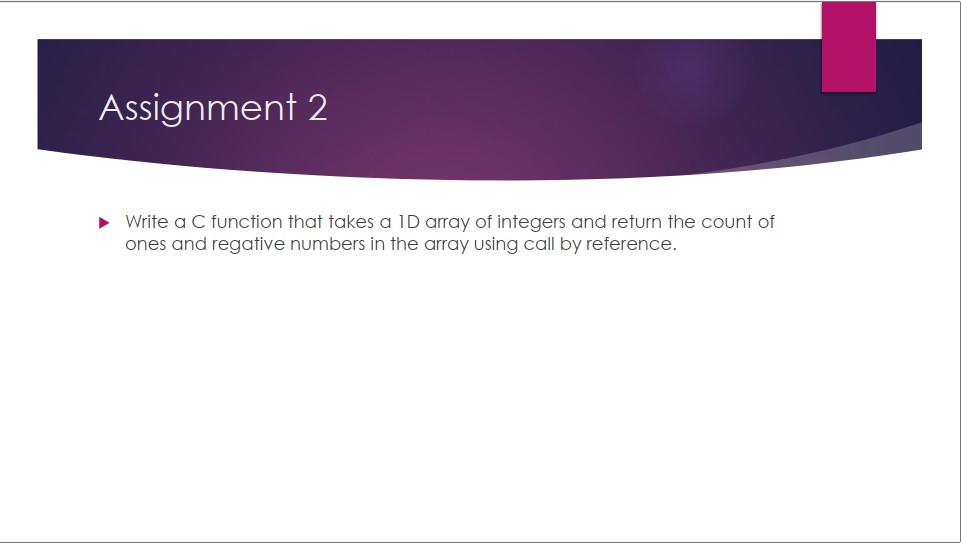 Assignment 2
Write a C function that takes a 1D array of integers and return the count of
ones and regative numbers in the array using call by reference.